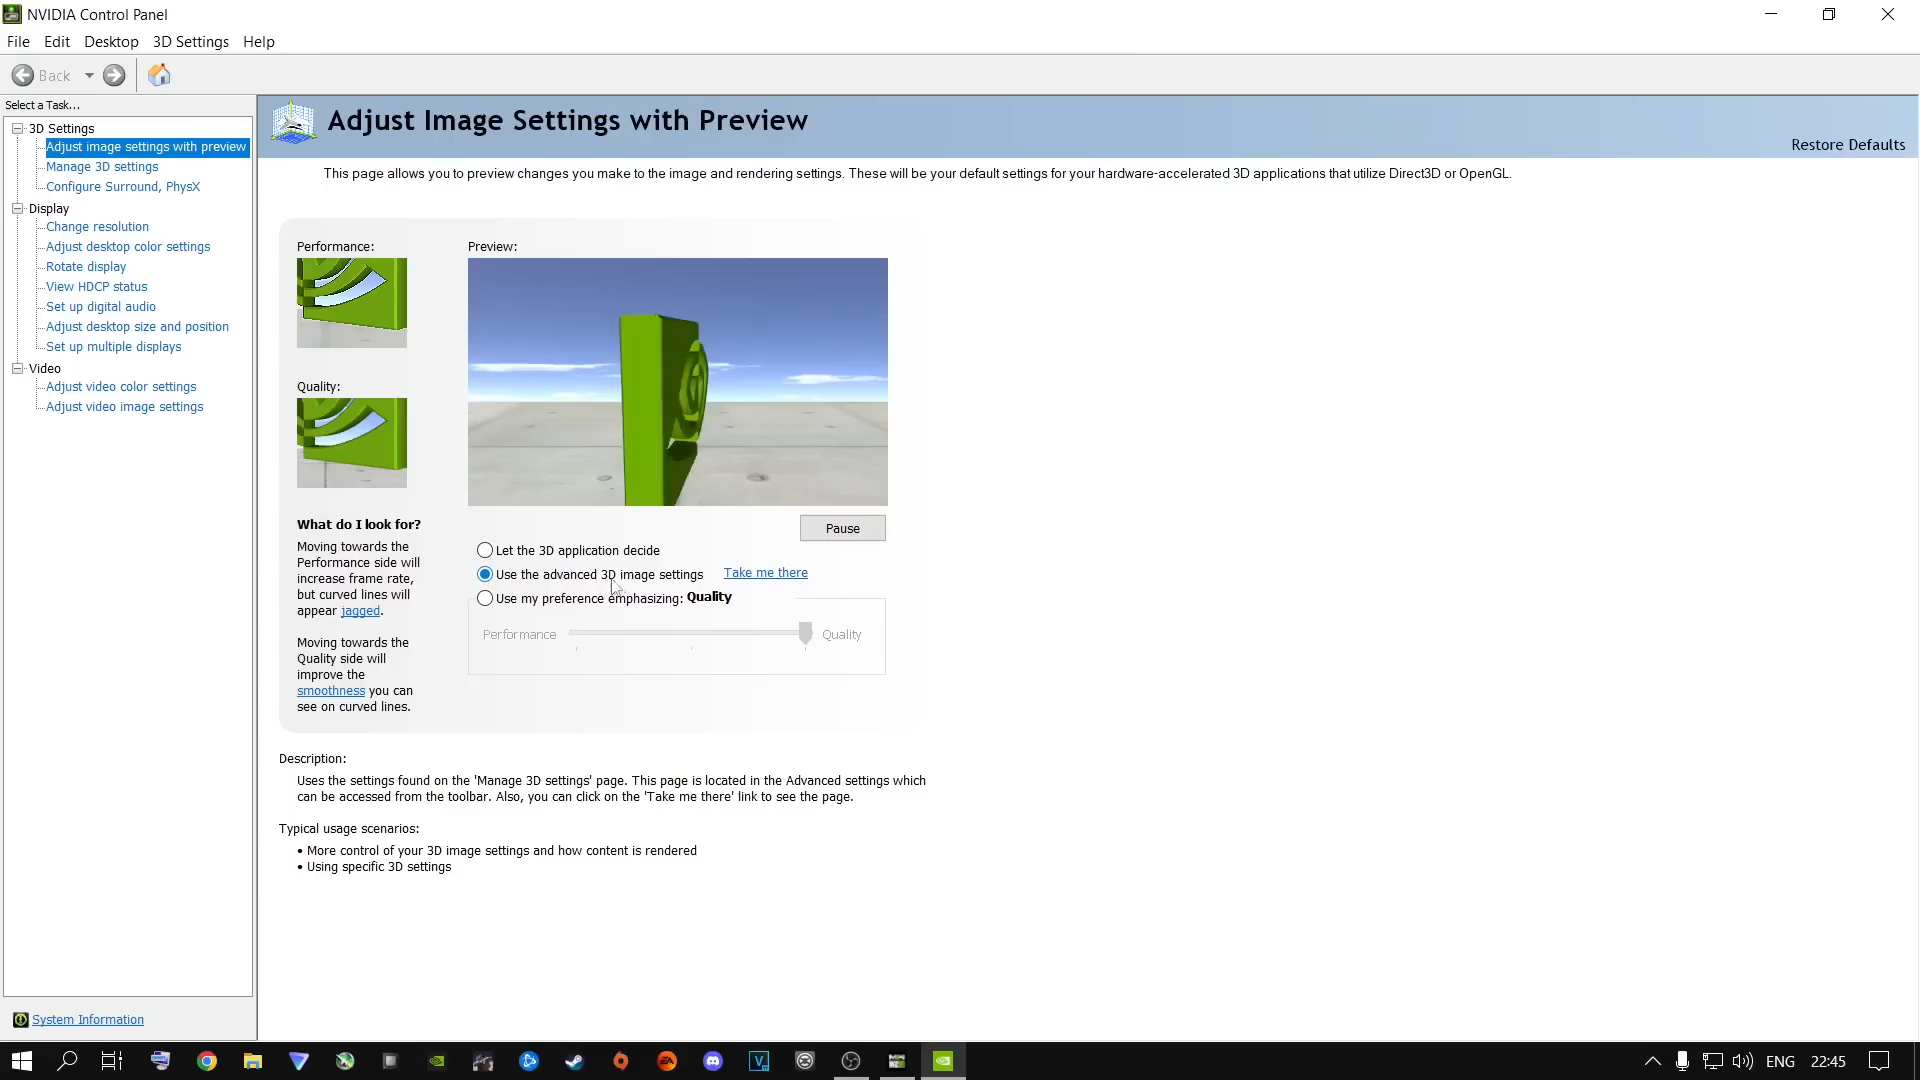 NVIDIA Control Panel
File Edit Desktop 3D Settings Help
Back
Select a Task...
3D Settings
Adjust image settings with preview
Manage 3D settings
Configure Surround, PhysX
Display
Change resolution
Adjust desktop color settings
Rotate display
View HDCP status
Set up digital audio
Adjust desktop size and position
Set up multiple displays
Video
Adjust video color settings
Adjust video image settings
System Information
Adjust Image Settings with Preview
Restore Defaults
This page allows you to preview changes you make to the image and rendering settings. These will be your default settings for your hardware-accelerated 3D applications that utilize Direct3D or OpenGL.
Performance:
Quality:
What do I look for?
Moving towards the
Performance side will
increase frame rate,
but curved lines will
appear jagged.
Moving towards the
Quality side will
improve the
smoothness you can
see on curved lines.
Preview:
Pause
Let the 3D application decide
Use the advanced 3D image settings Take me there
Use my preference emphasizing: Quality
Performance Quality
Description:
Uses the settings found on the 'Manage 3D settings' page. This page is located in the Advanced settings which
can be accessed from the toolbar. Also, you can click on the 'Take me there' link to see the page.
Typical usage scenarios:
• More control of your 3D image settings and how content is rendered
• Using specific 3D settings
EA
V
ENG 22:45